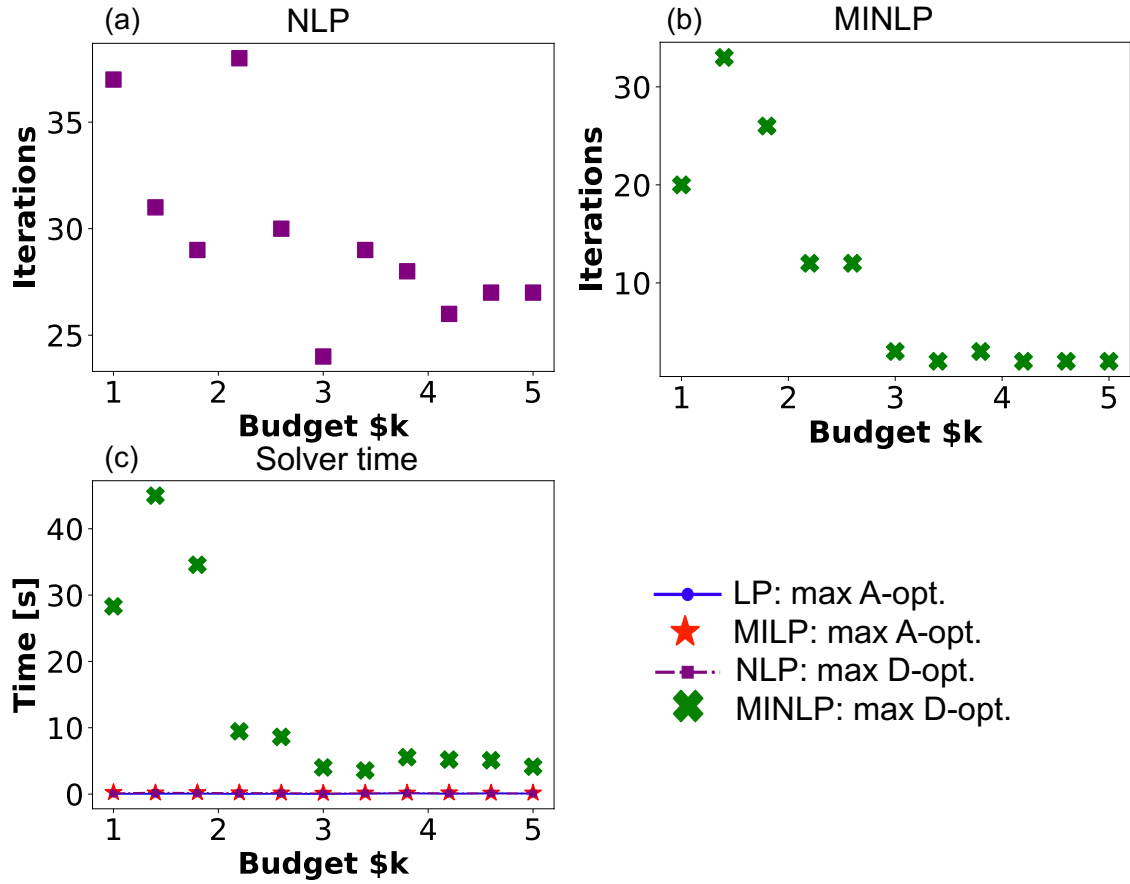 (a) NLP
Iterations
35
30
25
1 2 3 4 5
Budget $k
(b) MINLP
Iterations
30
20
10
1 2 3 4 5
Budget $k
(c) Solver time
Time [s]
40
30
20
10
0
1 2 3 4 5
Budget $k
LP: max A-opt.
MILP: max A-opt.
NLP: max D-opt.
MINLP: max D-opt.